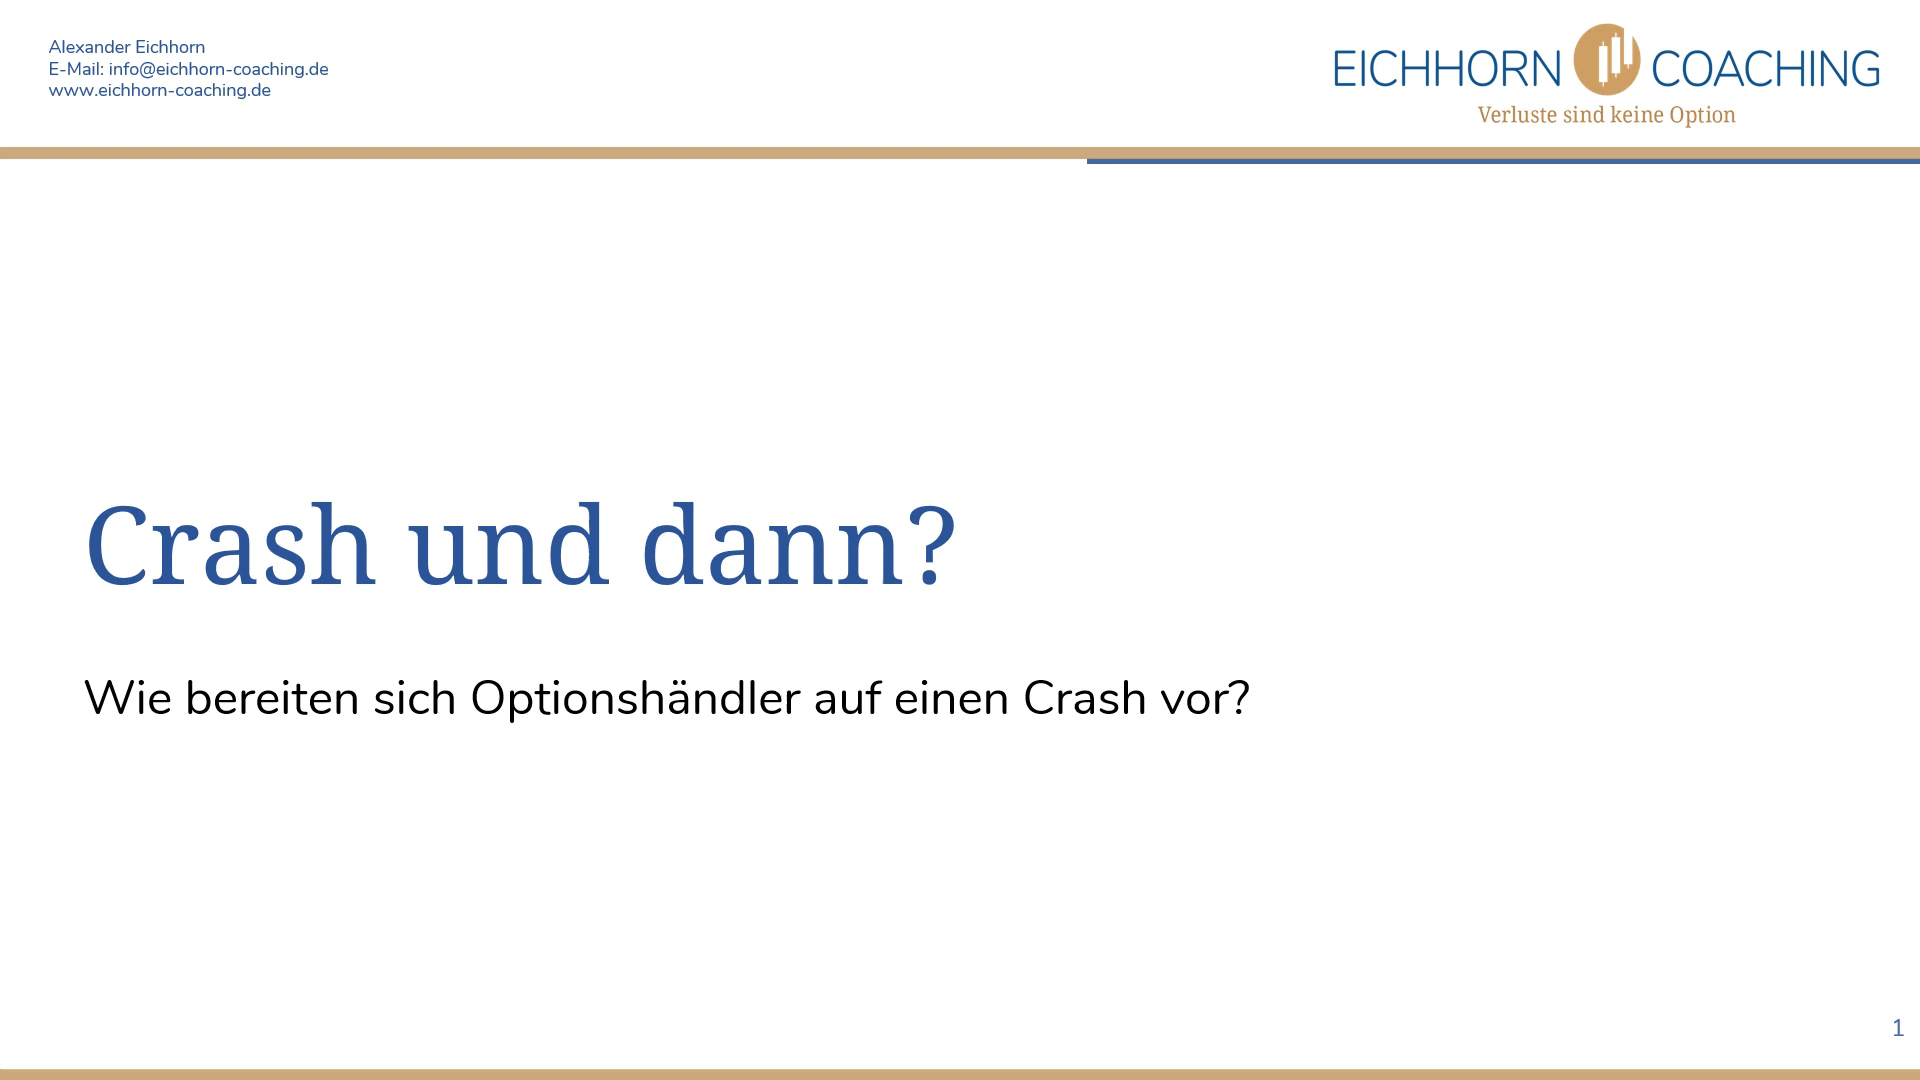 Alexander Eichhorn
E-Mail: info@eichhorn-coaching.de
www.eichhorn-coaching.de
EICHHORN COACHING
Verluste sind keine Option
Crash und dann?
Wie bereiten sich Optionshändler auf einen Crash vor?
1